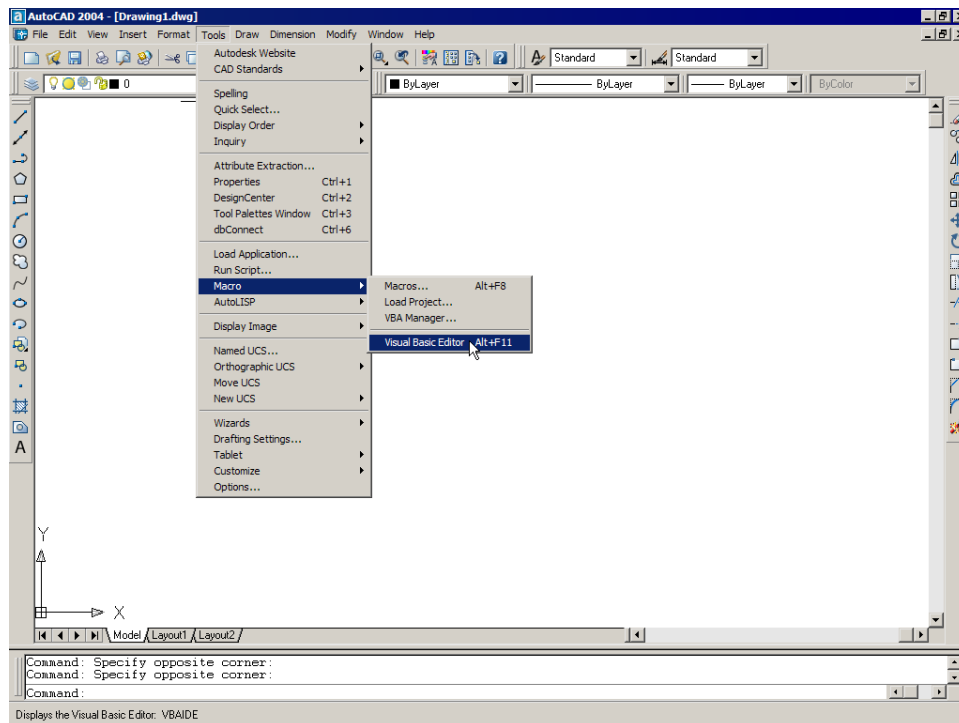 AutoCAD 2004 - [Drawing1.dwg]
File Edit View Insert Format Tools Draw Dimension Modify Window Help
Standard Standard
0 ByLayer ByLayer ByLayer ByColor
Autodesk Website
CAD Standards
Spelling
Quick Select...
Display Order
Inquiry
Attribute Extraction...
Properties Ctrl+1
DesignCenter Ctrl+2
Tool Palettes Window Ctrl+3
dbConnect Ctrl+6
Load Application...
Run Script...
Macro
AutoLISP
Display Image
Named UCS...
Orthographic UCS
Move UCS
New UCS
Wizards
Drafting Settings...
Tablet
Customize
Options...
Macros... Alt+F8
Load Project...
VBA Manager...
Visual Basic Editor Alt+F11
A
Y
X
Model Layout1 Layout2
Command: Specify opposite corner:
Command: Specify opposite corner:
Command:
Displays the Visual Basic Editor: VBAIDE